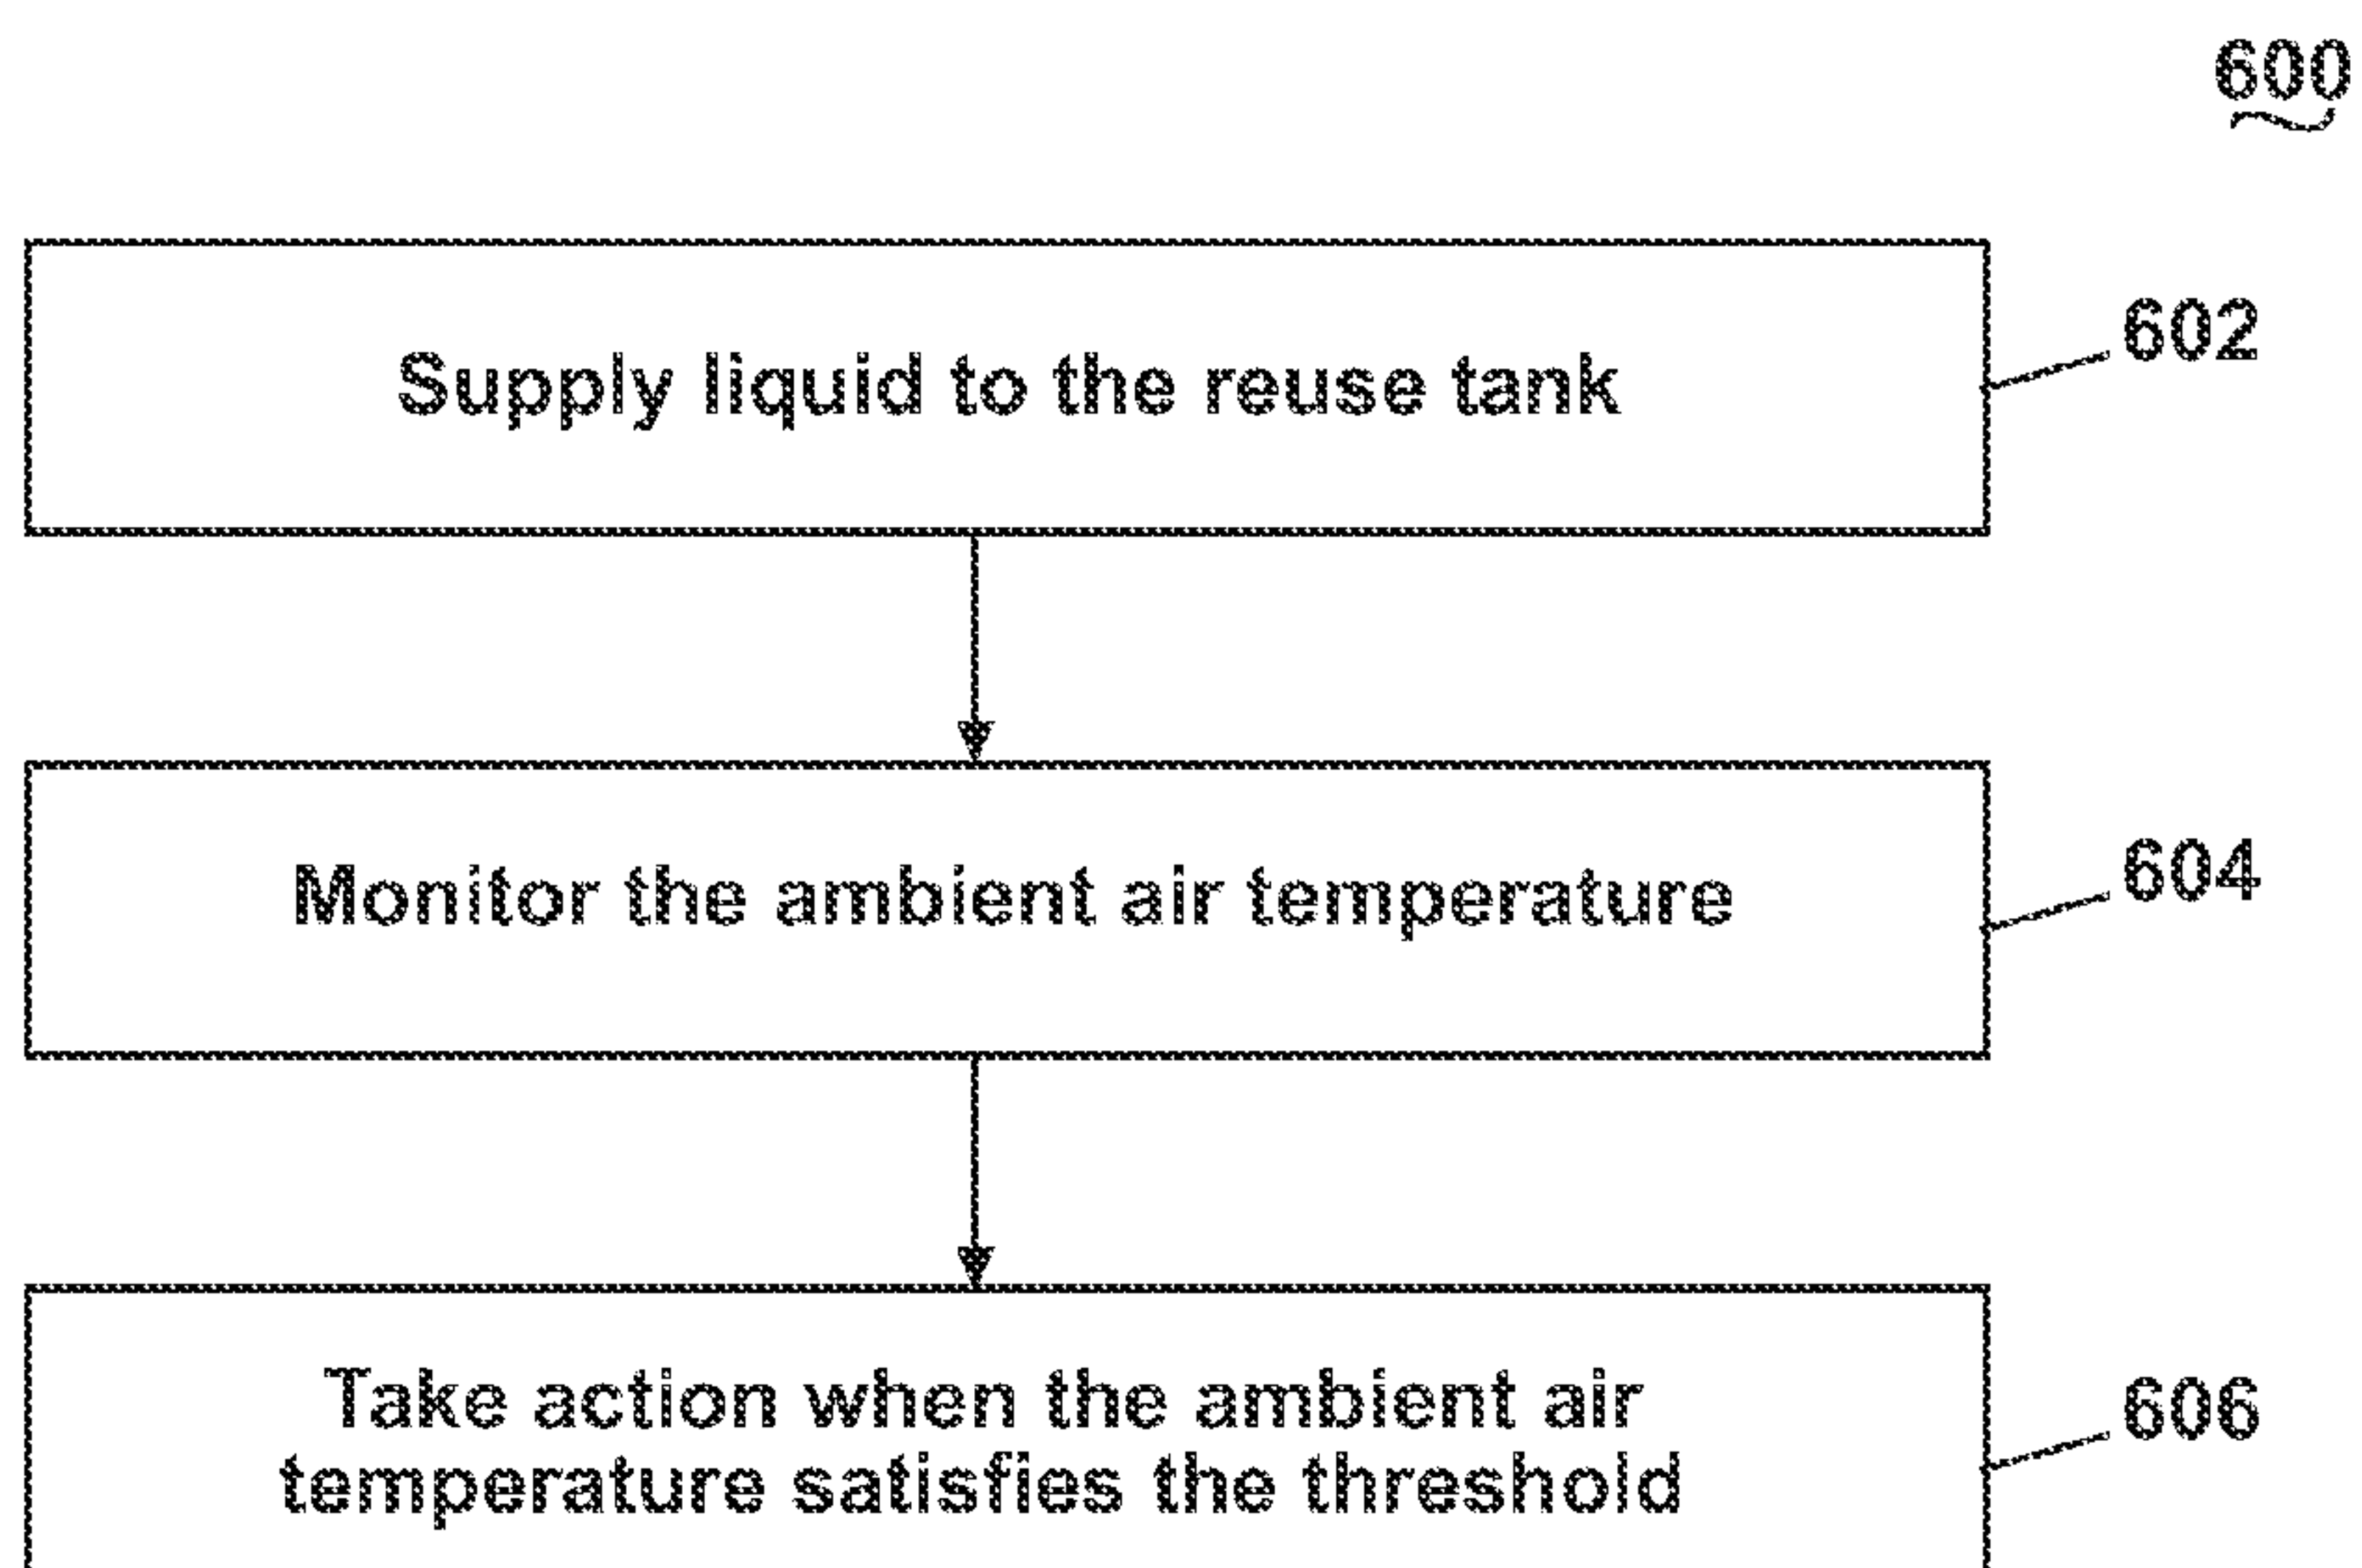 600
Supply liquid to the reuse tank
602
Monitor the ambient air temperature
604
Take action when the ambient air
temperature satisfies the threshold
606